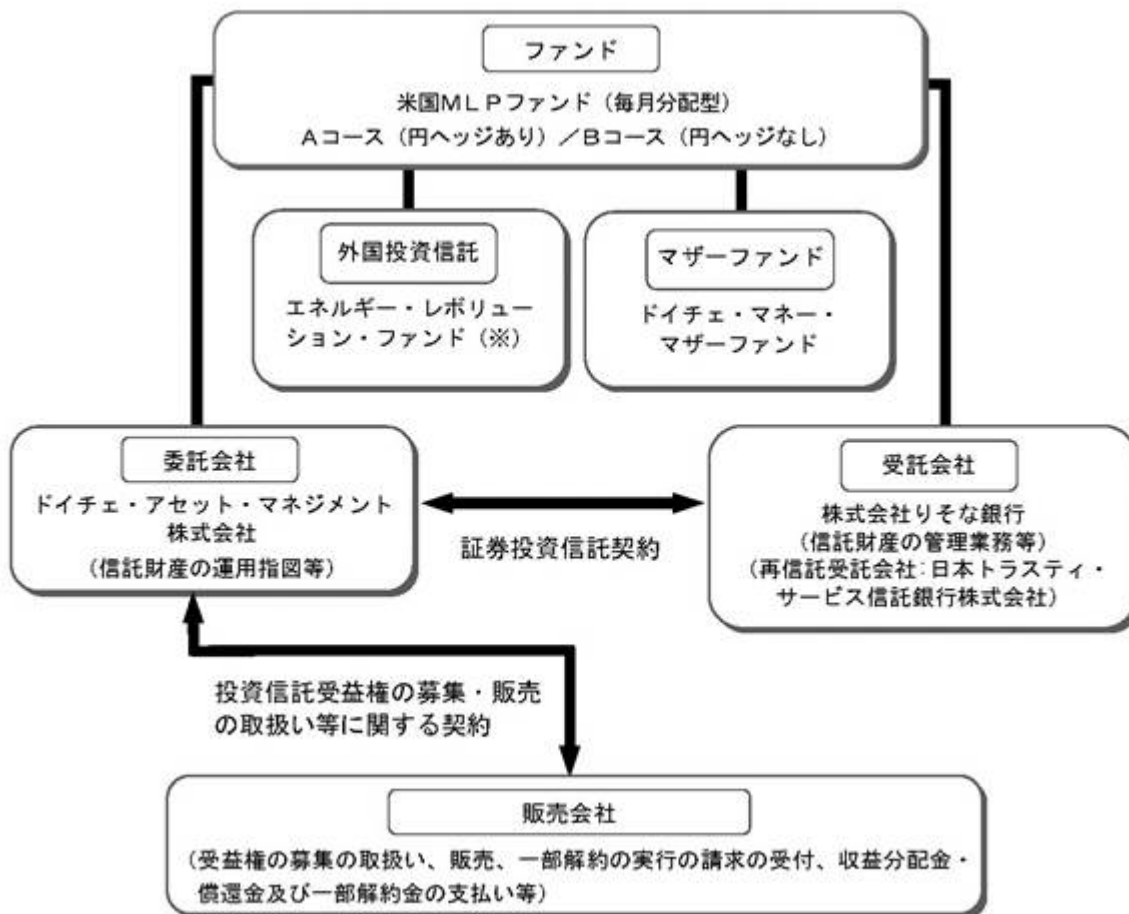 ファンド
米国MLPファンド（毎月分配型）
Aコース（円ヘッジあり）／Bコース（円ヘッジなし）
外国投資信託
エネルギー・レボリュー
ション・ファンド（※）
マザーファンド
ドイチェ・マネー・
マザーファンド
委託会社
ドイチェ・アセット・マネジメント
株式会社
（信託財産の運用指図等）
証券投資信託契約
受託会社
株式会社りそな銀行
（信託財産の管理業務等）
（再信託受託会社：日本トラスティ・
サービス信託銀行株式会社）
投資信託受益権の募集・販売
の取扱い等に関する契約
販売会社
（受益権の募集の取扱い、販売、一部解約の実行の請求の受付、収益分配金・
償還金及び一部解約金の支払い等）